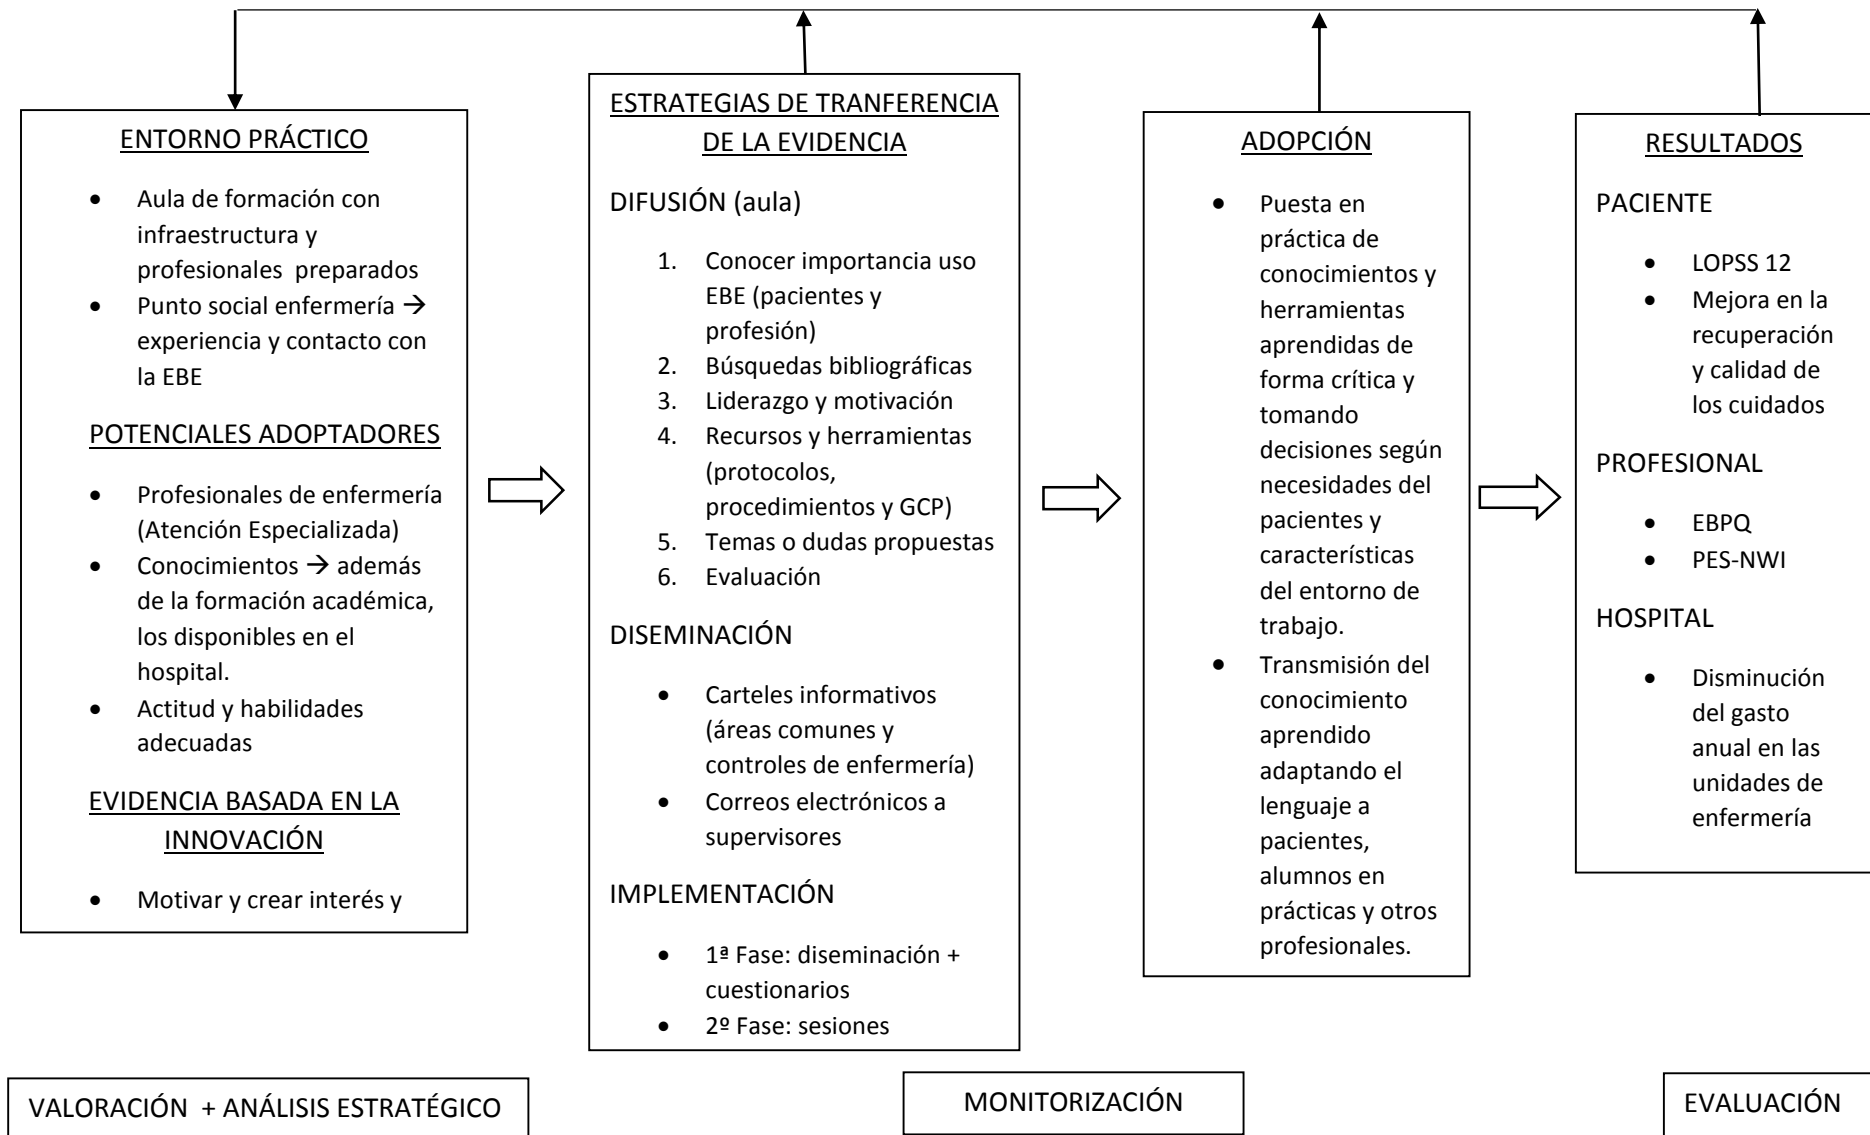 ENTORNO PRÁCTICO
• Aula de formación con
infraestructura y
profesionales preparados
• Punto social enfermería →
experiencia y contacto con
la EBE
POTENCIALES ADOPTADORES
• Profesionales de enfermería
(Atención Especializada)
• Conocimientos → además
de la formación académica,
los disponibles en el
hospital.
• Actitud y habilidades
adecuadas
EVIDENCIA BASADA EN LA
INNOVACIÓN
• Motivar y crear interés y
ESTRATEGIAS DE TRANFERENCIA
DE LA EVIDENCIA
DIFUSIÓN (aula)
1. Conocer importancia uso
EBE (pacientes y
profesión)
2. Búsquedas bibliográficas
3. Liderazgo y motivación
4. Recursos y herramientas
(protocolos,
procedimientos y GCP)
5. Temas o dudas propuestas
6. Evaluación
DISEMINACIÓN
• Carteles informativos
(áreas comunes y
controles de enfermería)
• Correos electrónicos a
supervisores
IMPLEMENTACIÓN
• 1ª Fase: diseminación +
cuestionarios
• 2º Fase: sesiones
ADOPCIÓN
• Puesta en
práctica de
conocimientos y
herramientas
aprendidas de
forma crítica y
tomando
decisiones según
necesidades del
pacientes y
características
del entorno de
trabajo.
• Transmisión del
conocimiento
aprendido
adaptando el
lenguaje a
pacientes,
alumnos en
prácticas y otros
profesionales.
RESULTADOS
PACIENTE
• LOPSS 12
• Mejora en la
recuperación
y calidad de
los cuidados
PROFESIONAL
• EBPQ
• PES-NWI
HOSPITAL
• Disminución
del gasto
anual en las
unidades de
enfermería
VALORACIÓN + ANÁLISIS ESTRATÉGICO
MONITORIZACIÓN
EVALUACIÓN